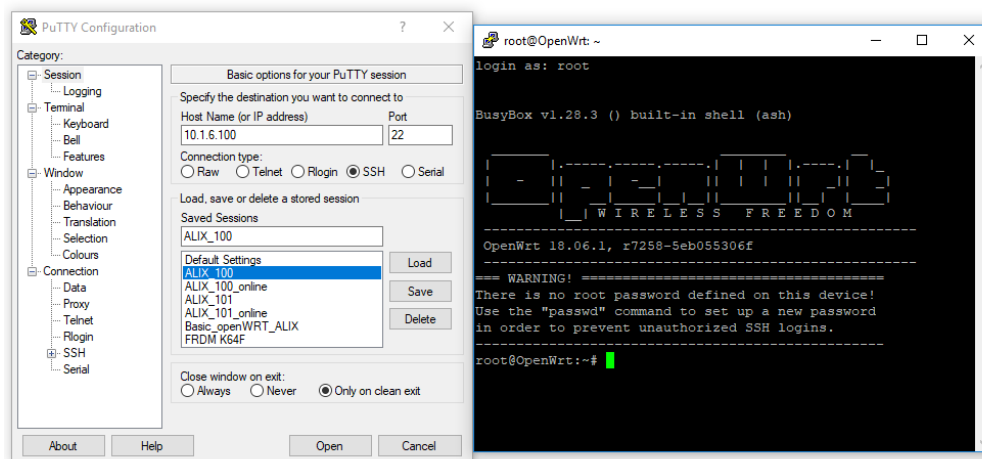 PuTTY Configuration
?
Category:
Session
Logging
Terminal
Keyboard
Bell
Features
Window
Appearance
Behaviour
Translation
Selection
Colours
Connection
Data
Proxy
Telnet
Rlogin
SSH
Serial
Basic options for your PuTTY session
Specify the destination you want to connect to
Host Name (or IP address) Port
10.1.6.100 22
Connection type:
Raw Telnet Rlogin SSH Serial
Load, save or delete a stored session
Saved Sessions
ALIX_100
Default Settings
ALIX_100
ALIX_100_online
ALIX_101
ALIX_101_online
Basic_openWRT_ALIX
FRDM K64F
Load
Save
Delete
Close window on exit:
Always Never Only on clean exit
About Help Open Cancel
root@OpenWrt: ~
login as: root
BusyBox v1.28.3 () built-in shell (ash)
OpenWrt
W I R E L E S S F R E E D O M
OpenWrt 18.06.1, r7258-5eb055306f
=== WARNING! =====================================
There is no root password defined on this device!
Use the "passwd" command to set up a new password
in order to prevent unauthorized SSH logins.
root@OpenWrt:~#